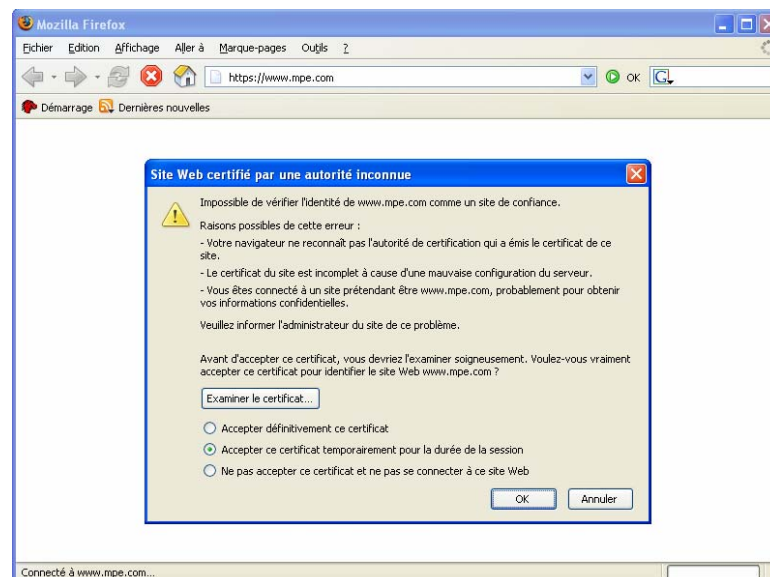 Mozilla Firefox
Fichier Edition Affichage Aller à Marque-pages Outils ?
https://www.mpe.com OK G
Démarrage Dernières nouvelles
Site Web certifié par une autorité inconnue
Impossible de vérifier l'identité de www.mpe.com comme un site de confiance.
Raisons possibles de cette erreur :
- Votre navigateur ne reconnaît pas l'autorité de certification qui a émis le certificat de ce
site.
- Le certificat du site est incomplet à cause d'une mauvaise configuration du serveur.
- Vous êtes connecté à un site prétendant être www.mpe.com, probablement pour obtenir
vos informations confidentielles.
Veuillez informer l'administrateur du site de ce problème.
Avant d'accepter ce certificat, vous devriez l'examiner soigneusement. Voulez-vous vraiment
accepter ce certificat pour identifier le site Web www.mpe.com ?
Examiner le certificat...
Accepter définitivement ce certificat
Accepter ce certificat temporairement pour la durée de la session
Ne pas accepter ce certificat et ne pas se connecter à ce site Web
OK Annuler
Connecté à www.mpe.com...